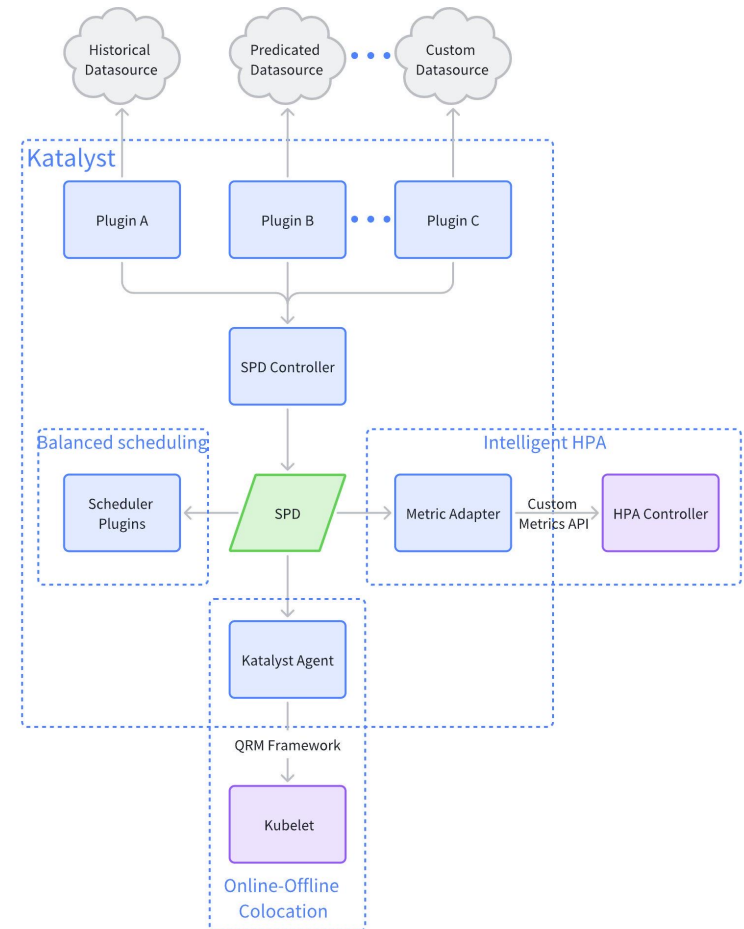 Historical
Datasource
Predicated
Datasource
Custom
Datasource
Katalyst
Plugin A
Plugin B
Plugin C
SPD Controller
Balanced scheduling
Intelligent HPA
Scheduler
Plugins
SPD
Metric Adapter
Custom
Metrics API
HPA Controller
Katalyst Agent
QRM Framework
Kubelet
Online-Offline
Colocation